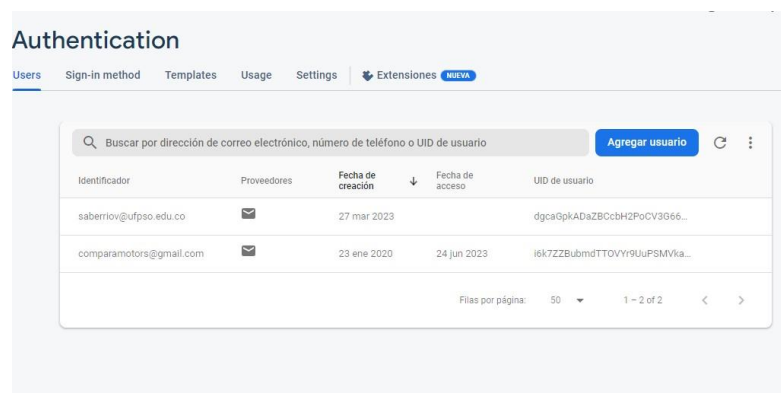 Authentication
Users Sign-in method Templates Usage Settings Extensiones NUEVA
Buscar por dirección de correo electrónico, número de teléfono o UID de usuario Agregar usuario
Identificador Proveedores Fecha de creación Fecha de acceso UID de usuario
saberriov@ufpso.edu.co 27 mar 2023 dgcaGpkADaZBCcbH2PoCV3G66...
comparamotors@gmail.com 23 ene 2020 24 jun 2023 i6k7ZZBubmdTTOVYr9UuPSMVka...
Filas por página: 50 1 – 2 of 2